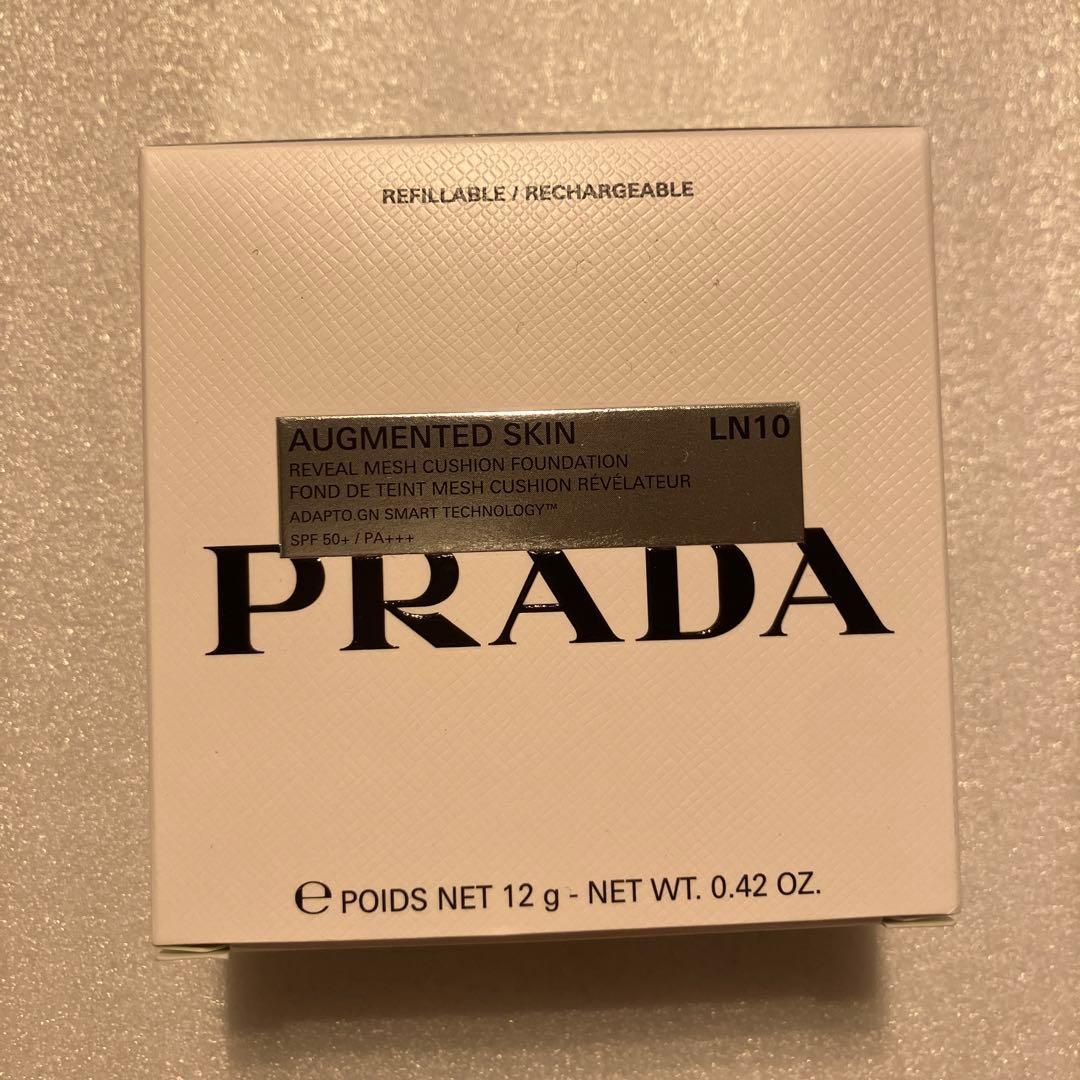 REFILLABLE / RECHARGEABLE
AUGMENTED SKIN LN10
REVEAL MESH CUSHION FOUNDATION
FOND DE TEINT MESH CUSHION RÉVÉLATEUR
ADAPTO.GN SMART TECHNOLOGY™
SPF 50+ / PA+++
PRADA
℮ POIDS NET 12 g - NET WT. 0.42 OZ.